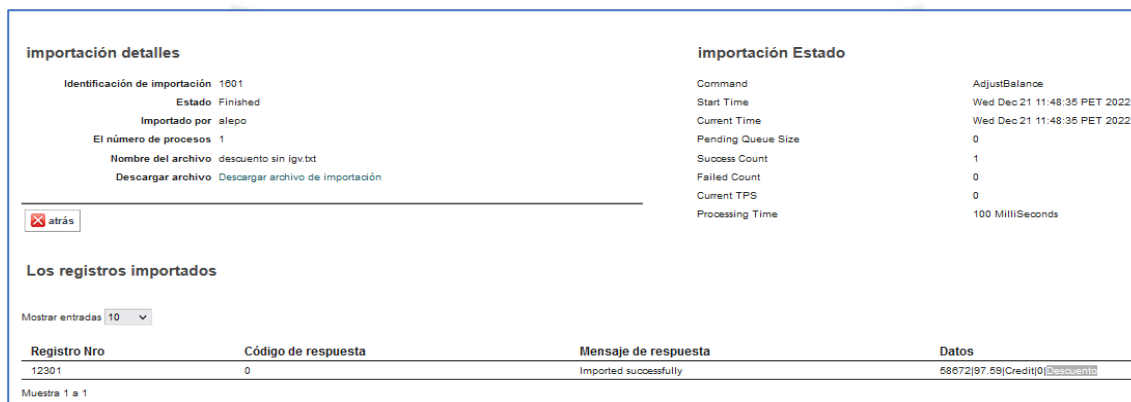 importación detalles
Identificación de importación 1601
Estado Finished
Importado por alepo
El número de procesos 1
Nombre del archivo descuento sin igv.txt
Descargar archivo Descargar archivo de importación
atrás
importación Estado
Command AdjustBalance
Start Time Wed Dec 21 11:48:35 PET 2022
Current Time Wed Dec 21 11:48:35 PET 2022
Pending Queue Size 0
Success Count 1
Failed Count 0
Current TPS 0
Processing Time 100 MilliSeconds
Los registros importados
Mostrar entradas 10
Registro Nro Código de respuesta Mensaje de respuesta Datos
12301 0 Imported successfully 58672|97.59|Credit|0|Descuento
Muestra 1 a 1